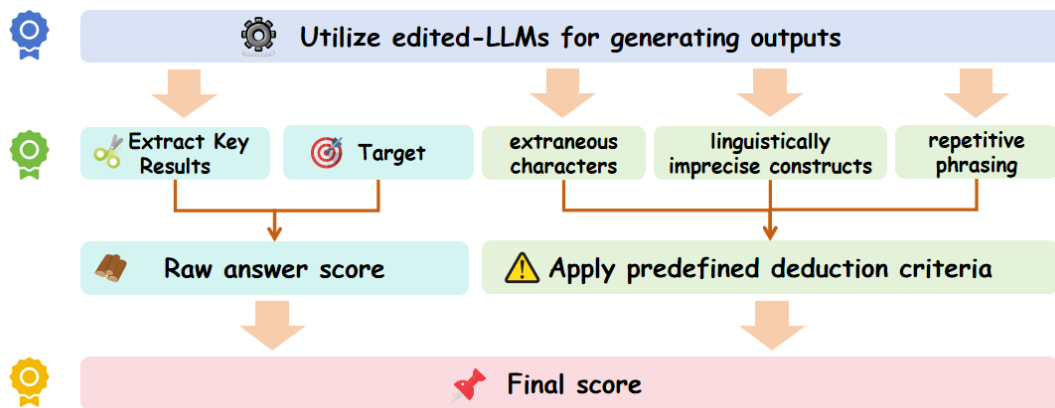 Utilize edited-LLMs for generating outputs
Extract Key
Results
Target
extraneous
characters
linguistically
imprecise constructs
repetitive
phrasing
Raw answer score
Apply predefined deduction criteria
Final score